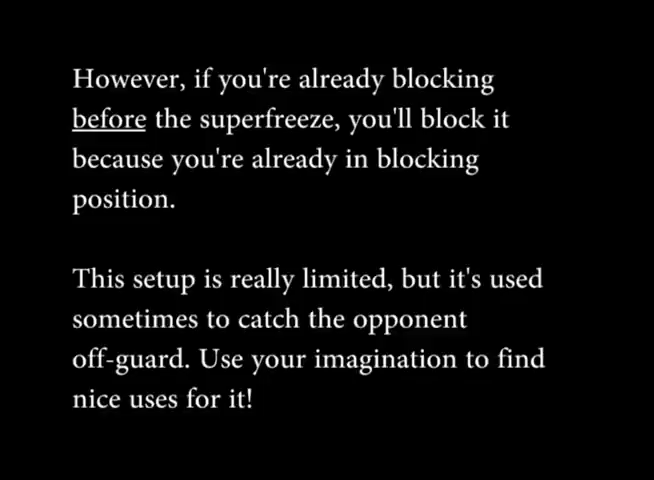 However, if you're already blocking
before the superfreeze, you'll block it
because you're already in blocking
position.
This setup is really limited, but it's used
sometimes to catch the opponent
off-guard. Use your imagination to find
nice uses for it!